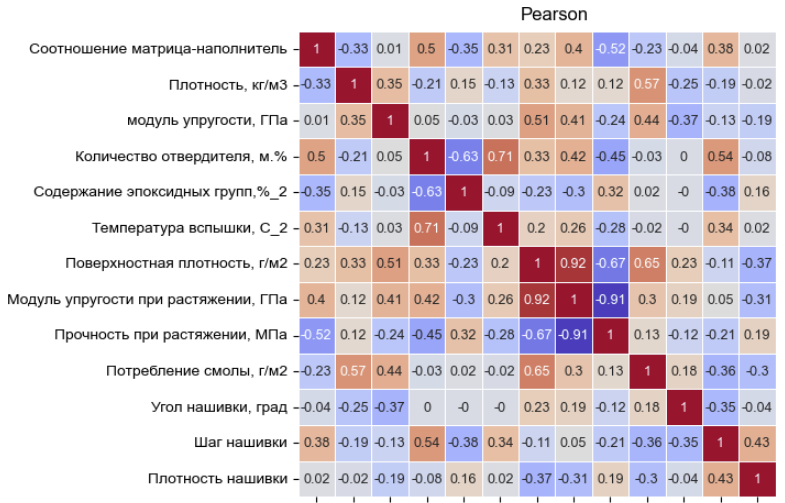 Pearson
Соотношение матрица-наполнитель 1 -0.33 0.01 0.5 -0.35 0.31 0.23 0.4 -0.52 -0.23 -0.04 0.38 0.02
Плотность, кг/м3 -0.33 1 0.35 -0.21 0.15 -0.13 0.33 0.12 0.12 0.57 -0.25 -0.19 -0.02
модуль упругости, ГПа 0.01 0.35 1 0.05 -0.03 0.03 0.51 0.41 -0.24 0.44 -0.37 -0.13 -0.19
Количество отвердителя, м.% 0.5 -0.21 0.05 1 -0.63 0.71 0.33 0.42 -0.45 -0.03 0 0.54 -0.08
Содержание эпоксидных групп,%_2 -0.35 0.15 -0.03 -0.63 1 -0.09 -0.23 -0.3 0.32 0.02 -0 -0.38 0.16
Температура вспышки, С_2 0.31 -0.13 0.03 0.71 -0.09 1 0.2 0.26 -0.28 -0.02 -0 0.34 0.02
Поверхностная плотность, г/м2 0.23 0.33 0.51 0.33 -0.23 0.2 1 0.92 -0.67 0.65 0.23 -0.11 -0.37
Модуль упругости при растяжении, ГПа 0.4 0.12 0.41 0.42 -0.3 0.26 0.92 1 -0.91 0.3 0.19 0.05 -0.31
Прочность при растяжении, МПа -0.52 0.12 -0.24 -0.45 0.32 -0.28 -0.67 -0.91 1 0.13 -0.12 -0.21 0.19
Потребление смолы, г/м2 -0.23 0.57 0.44 -0.03 0.02 -0.02 0.65 0.3 0.13 1 0.18 -0.36 -0.3
Угол нашивки, град -0.04 -0.25 -0.37 0 -0 -0 0.23 0.19 -0.12 0.18 1 -0.35 -0.04
Шаг нашивки 0.38 -0.19 -0.13 0.54 -0.38 0.34 -0.11 0.05 -0.21 -0.36 -0.35 1 0.43
Плотность нашивки 0.02 -0.02 -0.19 -0.08 0.16 0.02 -0.37 -0.31 0.19 -0.3 -0.04 0.43 1